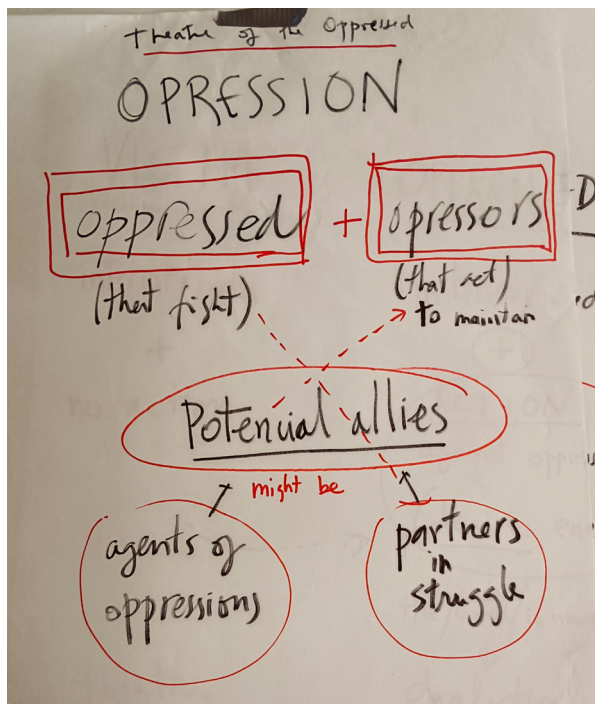 Theatre of the Oppressed
OPRESSION
oppressed + opressors
(that fight)
(that act)
to maintan
Potencial allies
might be
agents of
oppressions
partners
in
struggle